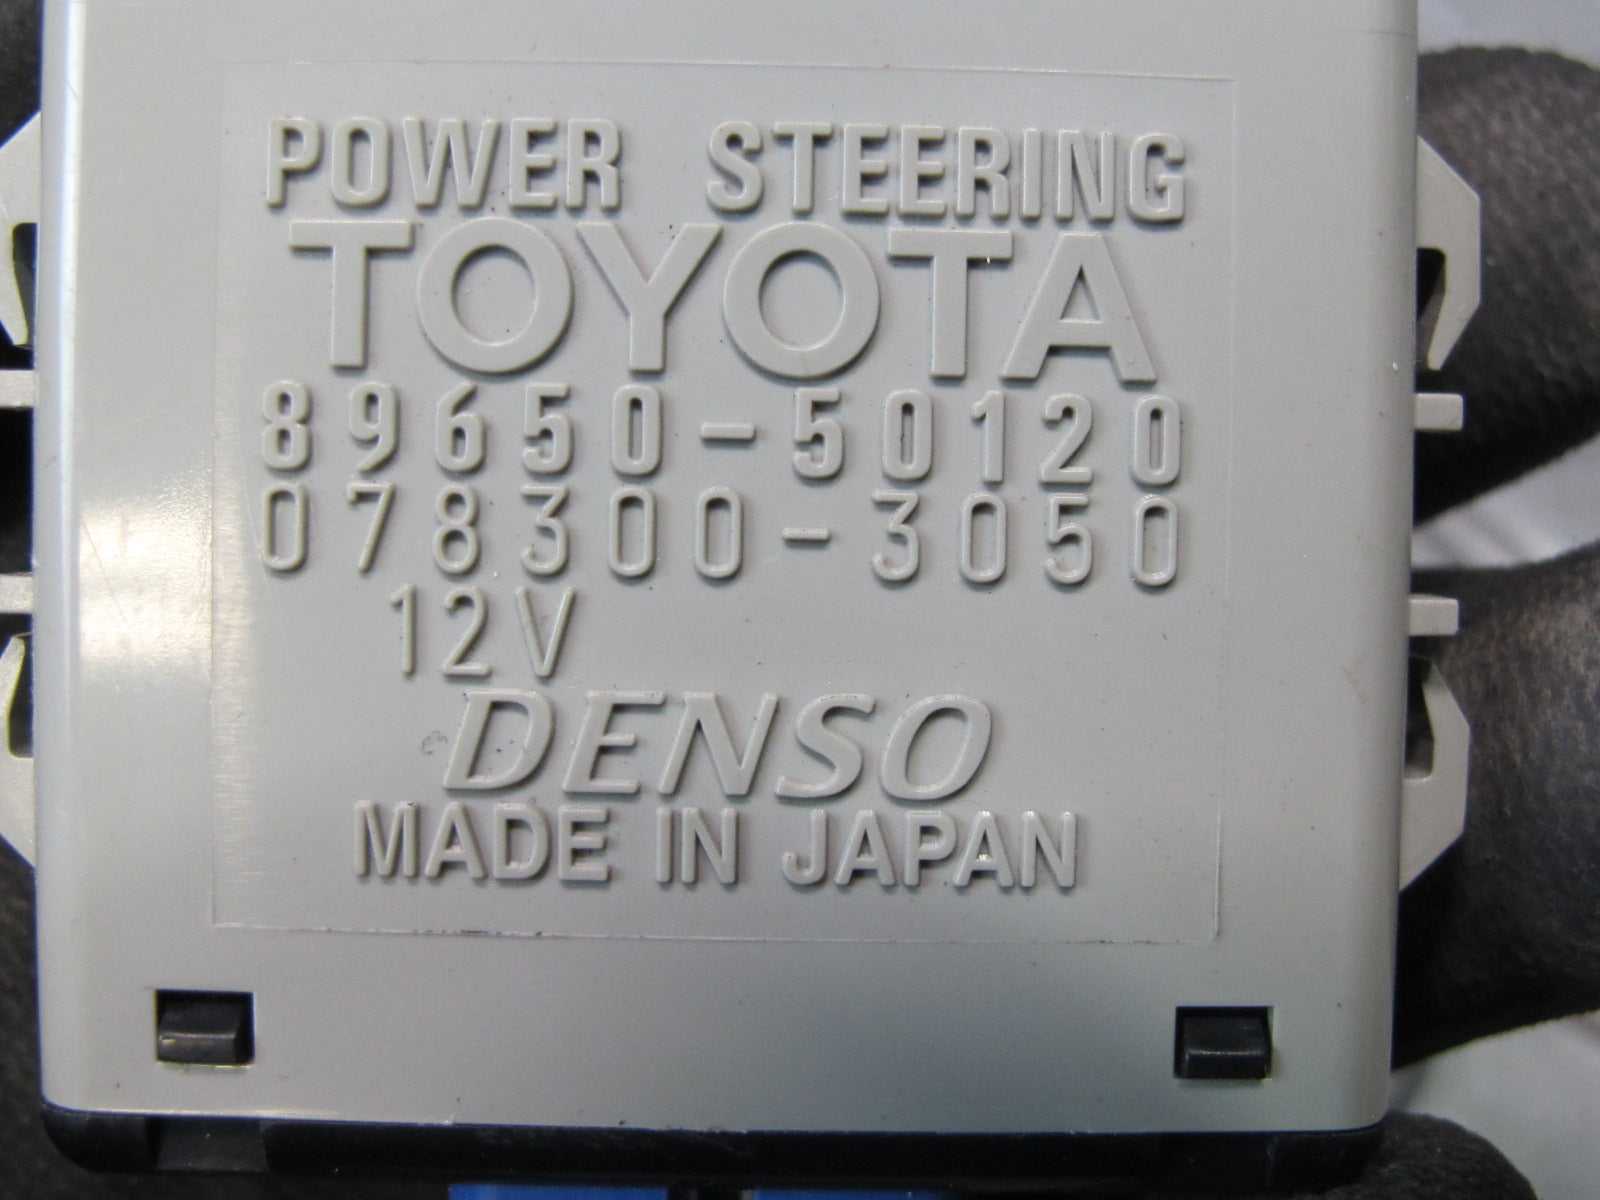 POWER STEERING
TOYOTA
89650-50120
078300-3050
12V
DENSO
MADE IN JAPAN